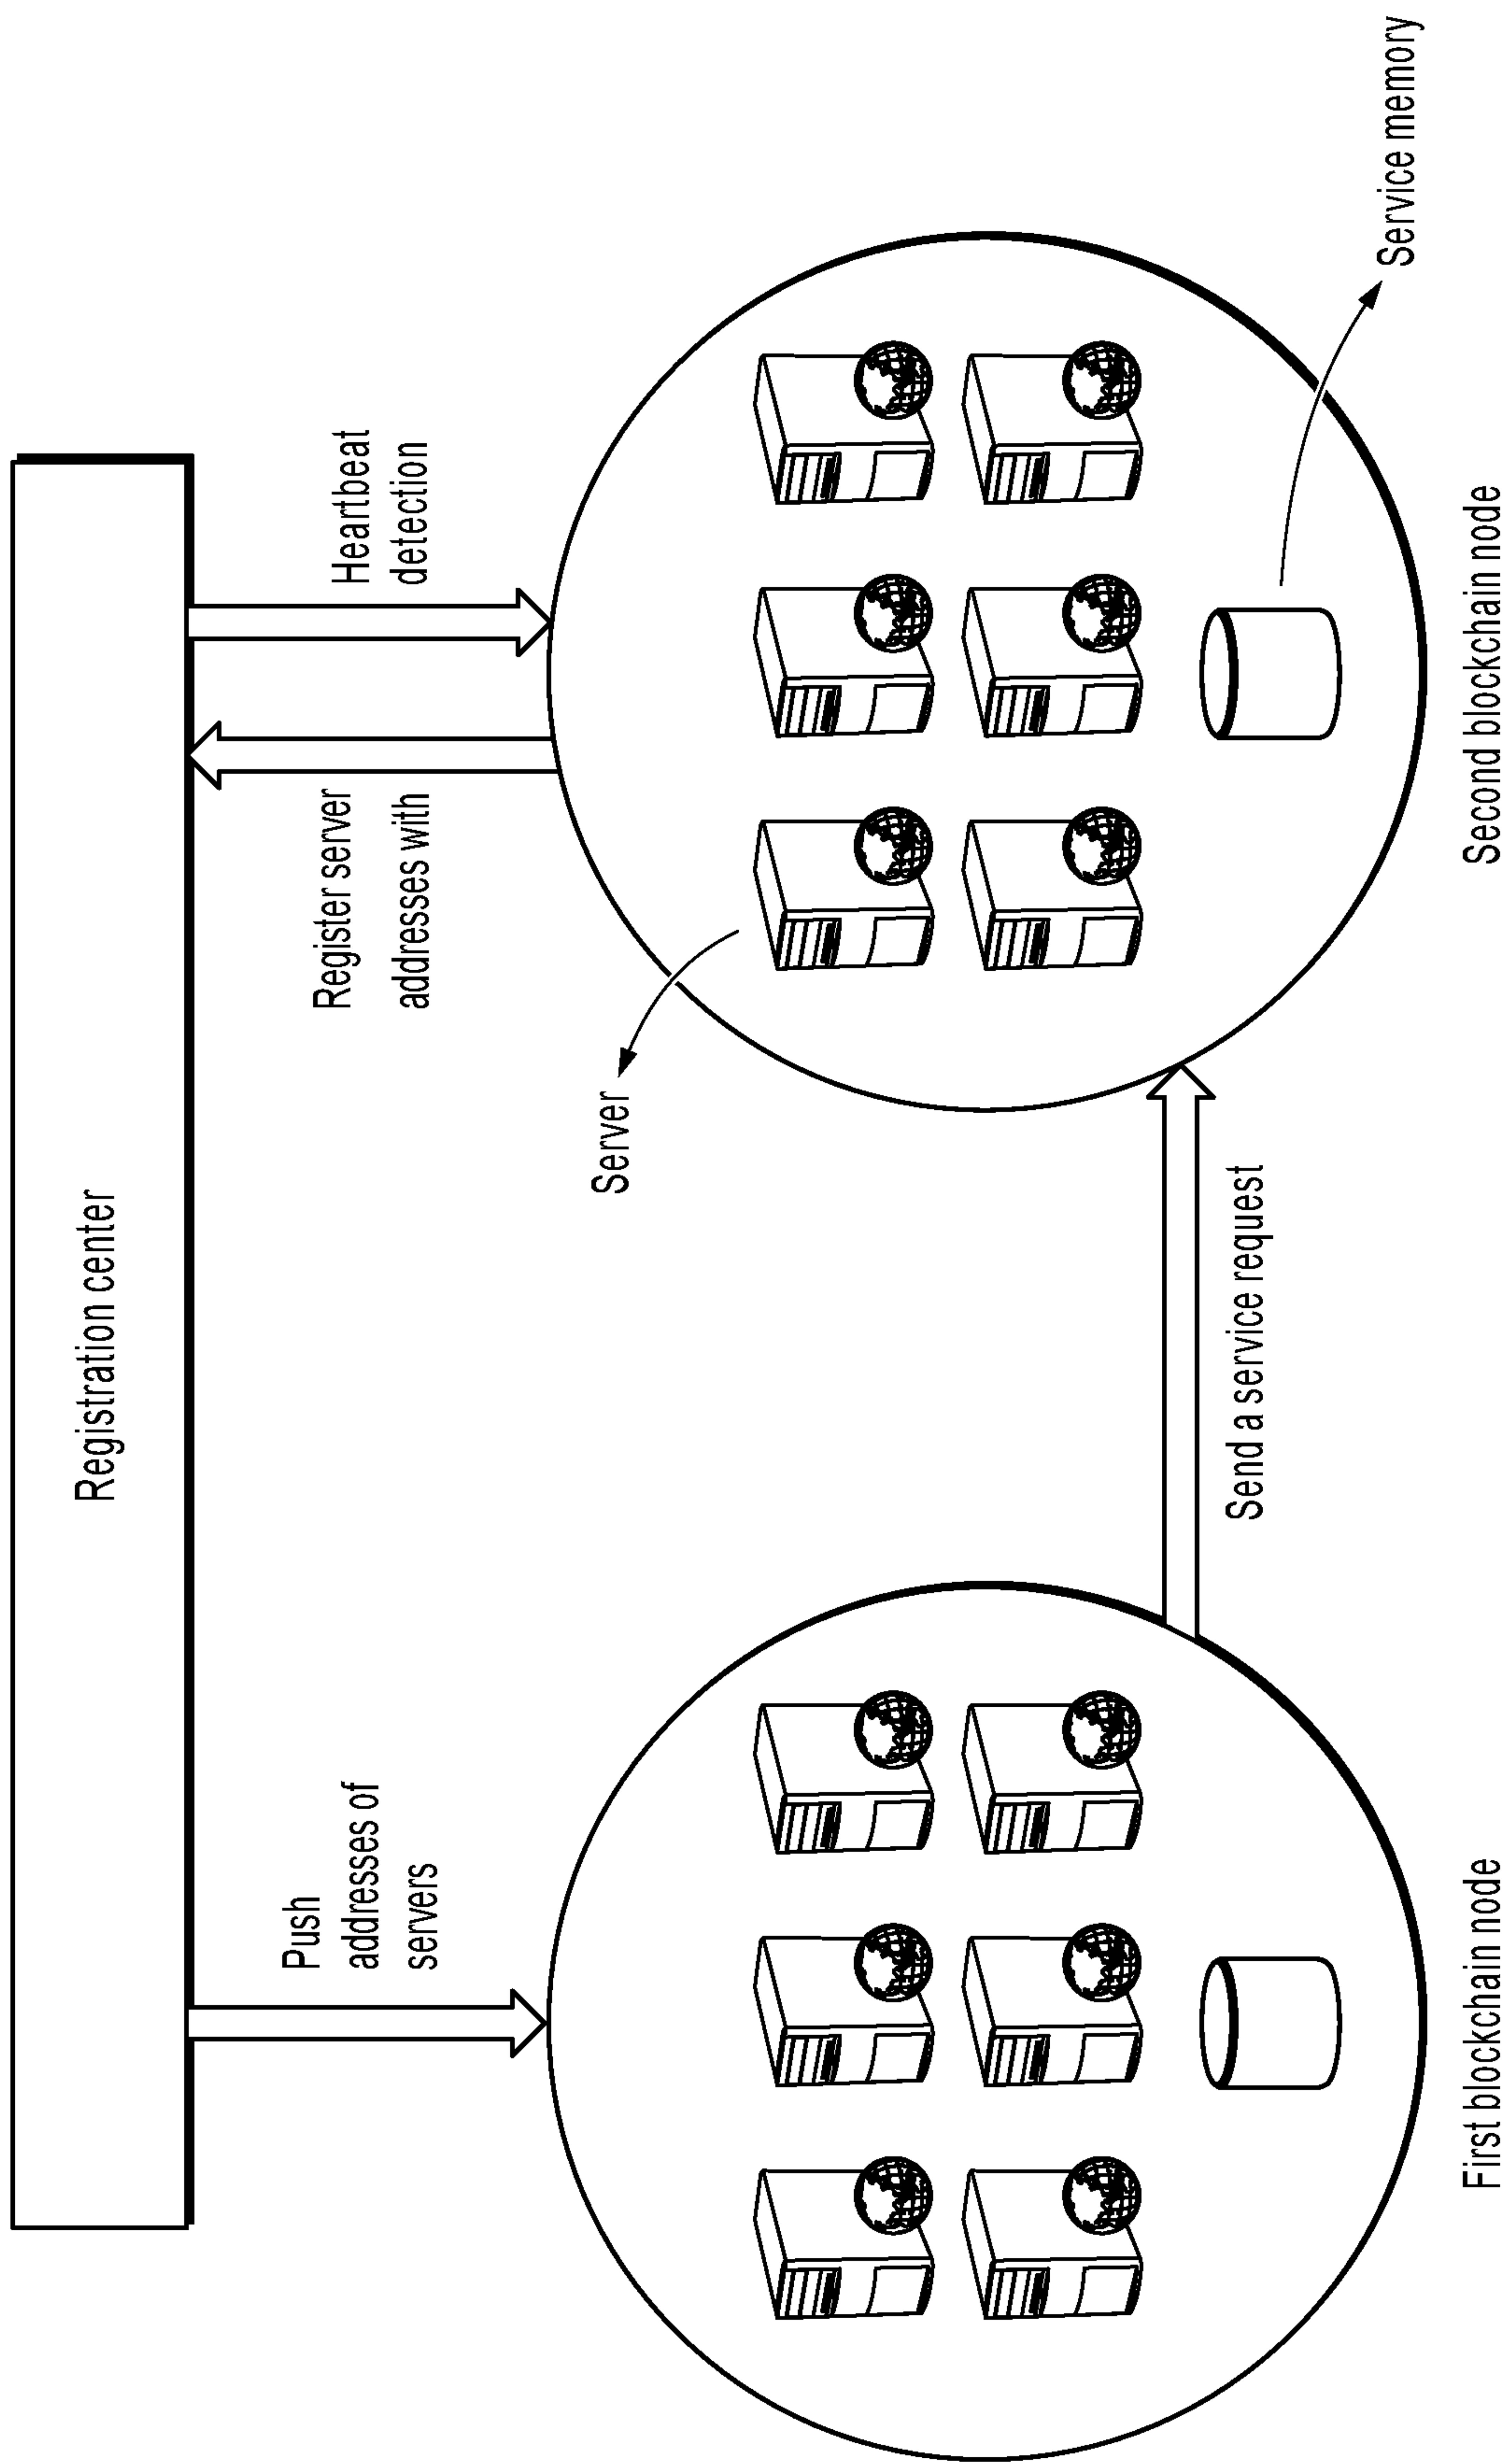 Registration center
Push
addresses of
servers
Register server
addresses with
Heartbeat
detection
Server
Send a service request
Service memory
First blockchain node
Second blockchain node